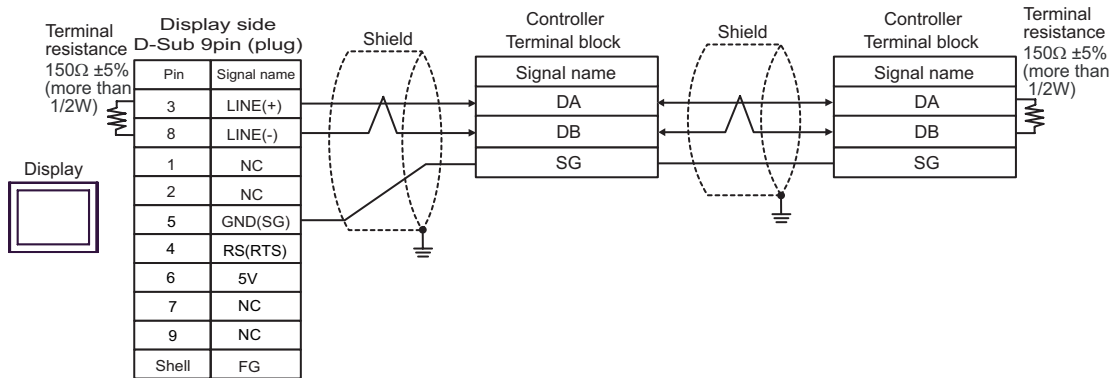 Terminal
resistance
150Ω ±5%
(more than
1/2W)
Display side
D-Sub 9pin (plug)
Pin Signal name
3 LINE(+)
8 LINE(-)
1 NC
2 NC
5 GND(SG)
4 RS(RTS)
6 5V
7 NC
9 NC
Shell FG
Display
Shield
Controller
Terminal block
Signal name
DA
DB
SG
Shield
Controller
Terminal block
Signal name
DA
DB
SG
Terminal
resistance
150Ω ±5%
(more than
1/2W)